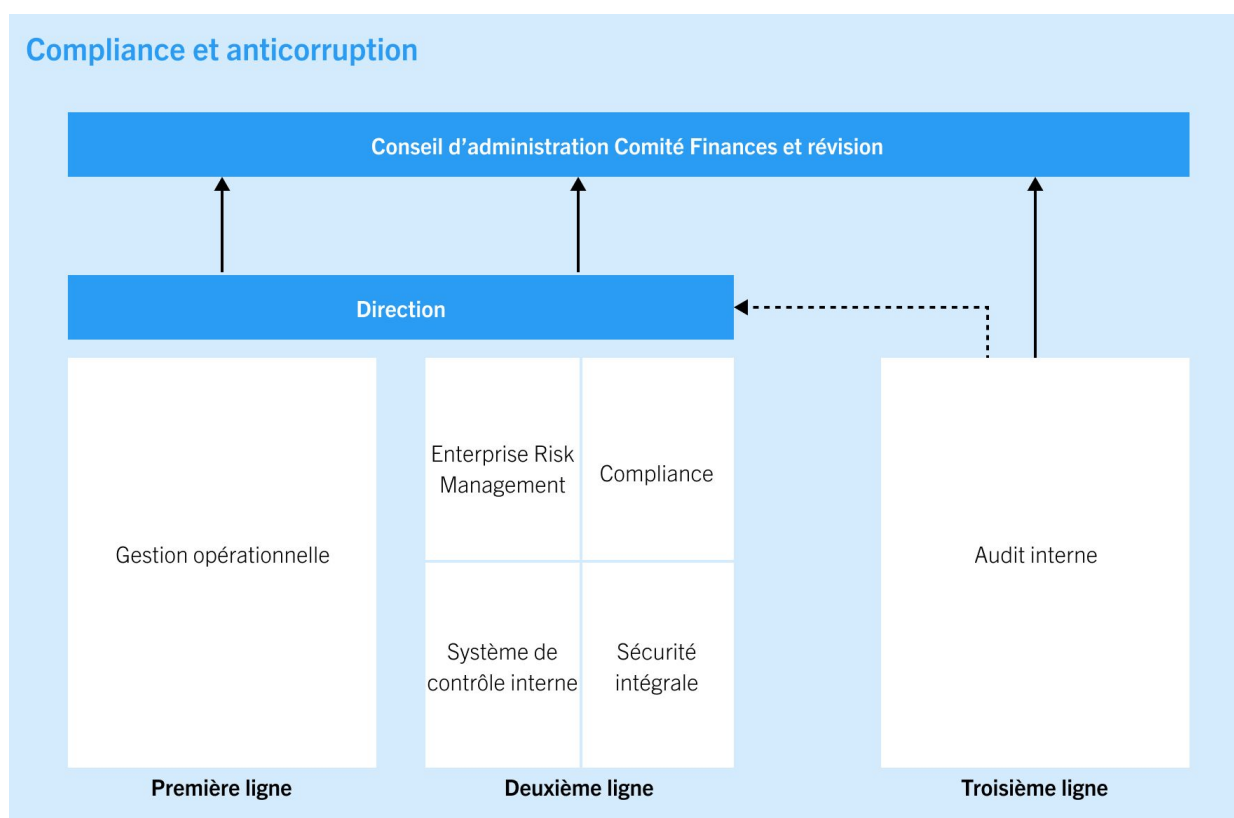 Compliance et anticorruption
Conseil d’administration Comité Finances et révision
Direction
Gestion opérationnelle
Enterprise Risk
Management
Compliance
Système de
contrôle interne
Sécurité
intégrale
Audit interne
Première ligne
Deuxième ligne
Troisième ligne